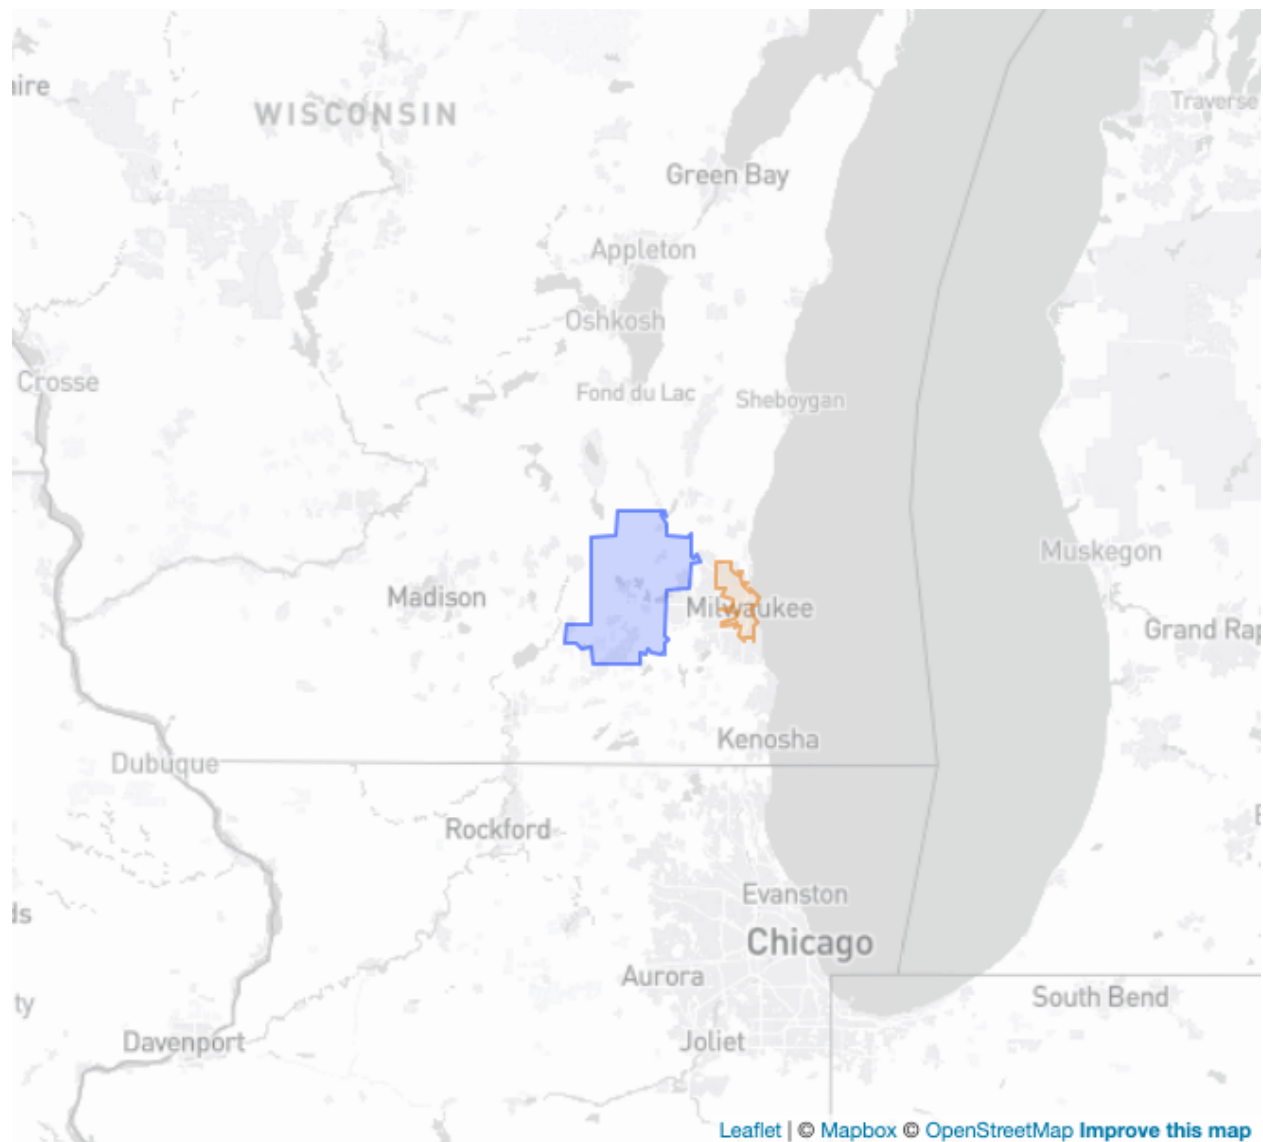 aire
WISCONSIN
Traverse
Green Bay
Appleton
Oshkosh
Crosse
Fond du Lac
Sheboygan
Muskegon
Madison
Milwaukee
Grand Rap
Kenosha
Dubuque
Rockford
Evanston
ds
Chicago
Aurora
South Bend
ty
Davenport
Joliet
Leaflet | © Mapbox © OpenStreetMap Improve this map